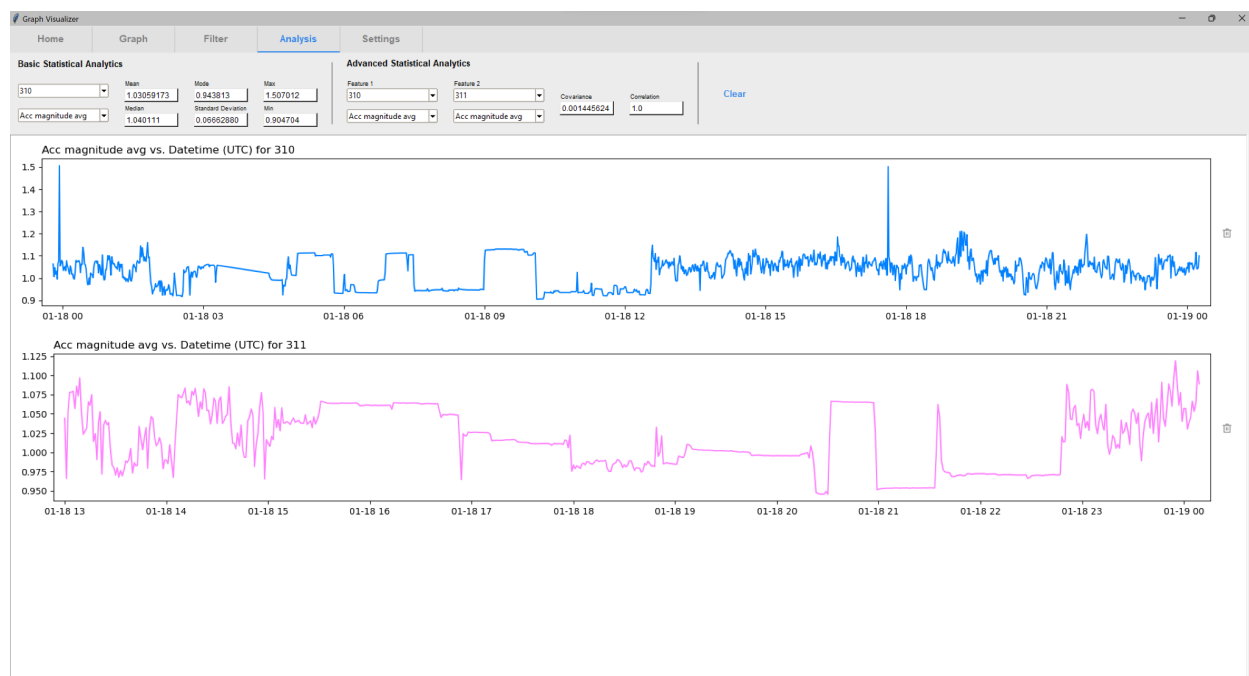 Graph Visualizer
Home Graph Filter Analysis Settings
Basic Statistical Analytics
310
Acc magnitude avg
Mean
1.03059173
Mode
0.943813
Max
1.507012
Median
1.040111
Standard Deviation
0.06662880
Min
0.904704
Advanced Statistical Analytics
Feature 1
310
Acc magnitude avg
Feature 2
311
Acc magnitude avg
Covariance
0.001445624
Correlation
1.0
Clear
Acc magnitude avg vs. Datetime (UTC) for 310
1.5
1.4
1.3
1.2
1.1
1.0
0.9
01-18 00 01-18 03 01-18 06 01-18 09 01-18 12 01-18 15 01-18 18 01-18 21 01-19 00
Acc magnitude avg vs. Datetime (UTC) for 311
1.125
1.100
1.075
1.050
1.025
1.000
0.975
0.950
01-18 13 01-18 14 01-18 15 01-18 16 01-18 17 01-18 18 01-18 19 01-18 20 01-18 21 01-18 22 01-18 23 01-19 00